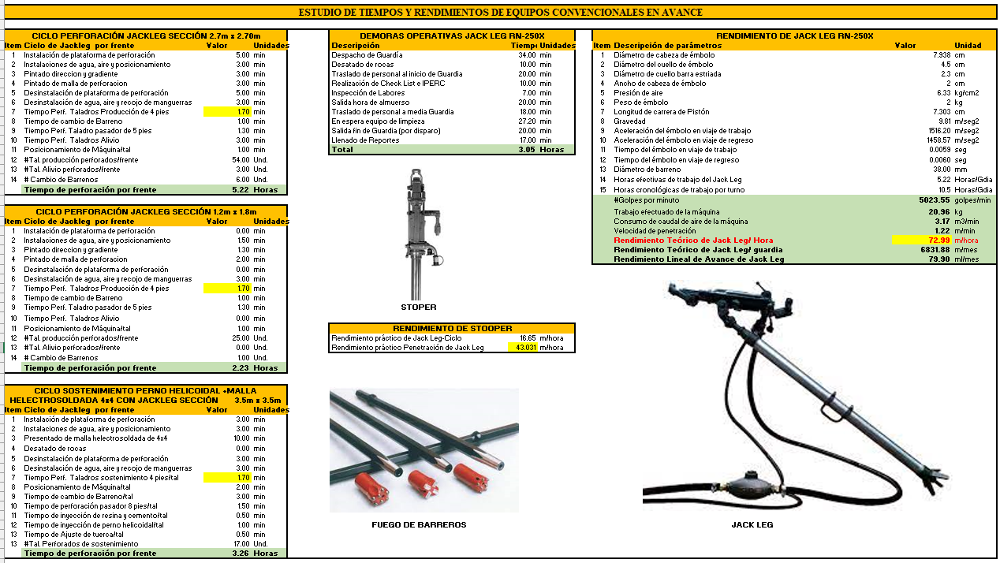 ESTUDIO DE TIEMPOS Y RENDIMIENTOS DE EQUIPOS CONVENCIONALES EN AVANCE
CICLO PERFORACIÓN JACKLEG SECCIÓN 2.7m x 2.70m
Item Ciclo de Jackleg por frente Valor Unidades
1 Instalación de plataforma de perforación 5.00 min
2 Instalaciones de agua, aire y posicionamiento 3.00 min
3 Pintado direccion y gradiente 3.00 min
4 Pintado de malla de perforacion 3.00 min
5 Desinstalación de plataforma de perforación 5.00 min
6 Desinstalación de agua, aire y recojo de manguerras 3.00 min
7 Tiempo Perf. Taladros Producción de 4 pies 1.70 min
8 Tiempo de cambio de Barreno 1.00 min
9 Tiempo Perf. Taladro pasador de 5 pies 1.30 min
10 Tiempo Perf. Taladros Alivio 3.00 min
11 Posicionamiento de Máquina/tal 1.00 min
12 #Tal. producción perforados/frente 54.00 Und.
13 #Tal. Alivio perforados/frente 3.00 Und.
14 # Cambio de Barrenos 6.00 Und.
Tiempo de perforación por frente 5.22 Horas
CICLO PERFORACIÓN JACKLEG SECCIÓN 1.2m x 1.8m
Item Ciclo de Jackleg por frente Valor Unidades
1 Instalación de plataforma de perforación 0.00 min
2 Instalaciones de agua, aire y posicionamiento 1.50 min
3 Pintado direccion y gradiente 1.30 min
4 Pintado de malla de perforacion 2.00 min
5 Desinstalación de plataforma de perforación 0.00 min
6 Desinstalación de agua, aire y recojo de manguerras 3.00 min
7 Tiempo Perf. Taladros Producción de 4 pies 1.70 min
8 Tiempo de cambio de Barreno 1.00 min
9 Tiempo Perf. Taladro pasador de 5 pies 1.30 min
10 Tiempo Perf. Taladros Alivio 0.00 min
11 Posicionamiento de Máquina/tal 1.00 min
12 #Tal. producción perforados/frente 25.00 Und.
13 #Tal. Alivio perforados/frente 0.00 Und.
14 # Cambio de Barrenos 1.00 Und.
Tiempo de perforación por frente 2.23 Horas
CICLO SOSTENIMIENTO PERNO HELICOIDAL +MALLA
HELECTROSOLDADA 4x4 CON JACKLEG SECCIÓN 3.5m x 3.5m
Item Ciclo de Jackleg por frente Valor Unidades
1 Instalación de plataforma de perforación 3.00 min
2 Instalaciones de agua, aire y posicionamiento 3.00 min
3 Presentado de malla helectrosoldada de 4x4 10.00 min
4 Desatado de rocas 0.00 min
5 Desinstalación de plataforma de perforación 3.00 min
6 Desinstalación de agua, aire y recojo de manguerras 3.00 min
7 Tiempo Perf. Taladros sostenimiento 4 pies/tal 1.70 min
8 Posicionamiento de Máquina/tal 2.00 min
9 Tiempo de cambio de Barreno/tal 3.00 min
10 Tiempo de perforación pasador 8 pies/tal 1.50 min
11 Tiempo de inyección de resina y cemento/tal 0.50 min
12 Tiempo de inyección de perno helicoidal/tal 1.00 min
13 Tiempo de Ajuste de tuerca/tal 0.50 min
13 #Tal. Perforados de sostenimiento 17.00 Und.
Tiempo de perforación por frente 3.26 Horas
DEMORAS OPERATIVAS JACK LEG RN-250X
Descripción Tiempo Unidades
Despacho de Guardía 34.00 min
Desatado de rocas 10.00 min
Traslado de personal al inicio de Guardia 20.00 min
Realización de Check List e IPERC 10.00 min
Inspección de Labores 7.00 min
Salida hora de almuerso 20.00 min
Traslado de personal a media Guardia 18.00 min
En espera equipo de limpieza 27.20 min
Salida fin de Guardia (por disparo) 20.00 min
Llenado de Reportes 17.00 min
Total 3.05 Horas
STOPER
RENDIMIENTO DE STOOPER
Rendimiento práctico de Jack Leg-Ciclo 16.65 m/hora
Rendimiento práctico Penetración de Jack Leg 43.031 m/hora
FUEGO DE BARREROS
RENDIMIENTO DE JACK LEG RN-250X
Item Descripción de parámetros Valor Unidad
1 Diámetro de cabeza de émbolo 7.938 cm
2 Diámetro del cuello de émbolo 4.5 cm
3 Diámetro de cuello barra estriada 2.3 cm
4 Ancho de cabeza de émbolo 2 cm
5 Presión de aire 6.33 kg/cm2
6 Peso de émbolo 2 kg
7 Longitud de carrera de Pistón 7.303 cm
8 Gravedad 9.81 m/seg2
9 Aceleración del émbolo en viaje de trabajo 1516.20 m/seg2
10 Aceleración del émbolo en viaje de regreso 1458.57 m/seg2
11 Tiempo del émbolo en viaje de trabajo 0.0059 seg
12 Tiempo del émbolo en viaje de regreso 0.0060 seg
13 Diámetro de barreno 38.00 mm
14 Horas efectivas de trabajo del Jack Leg 5.22 Horas/Gdia
15 Horas cronológicas de trabajo por turno 10.5 Horas/Gdia
#Golpes por minuto 5023.55 golpes/min
Trabajo efectuado de la máquina 20.96 kg
Consumo de caudal de aire de la máquina 3.17 m3/min
Velocidad de penetración 1.22 m/min
Rendimiento Teórico de Jack Leg/ Hora 72.99 m/hora
Rendimiento Teórico de Jack Leg/ guardia 6831.88 m/mes
Rendimiento Lineal de Avance de Jack Leg 79.90 ml/mes
JACK LEG